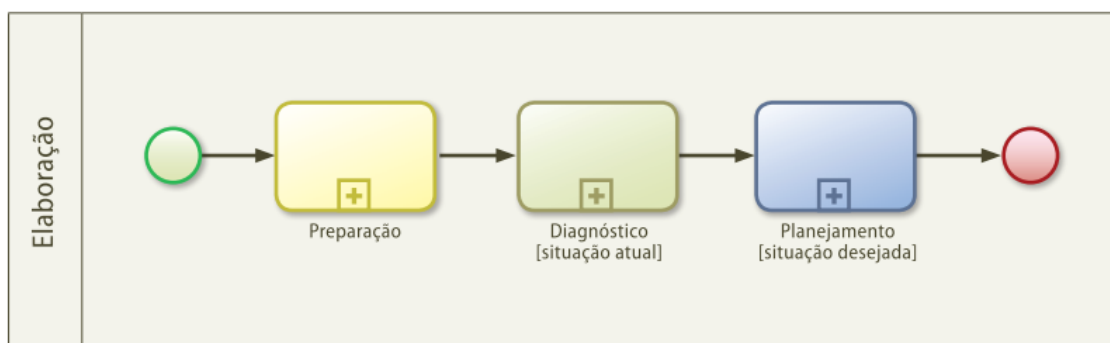 Elaboração
Preparação
Diagnóstico
[situação atual]
Planejamento
[situação desejada]